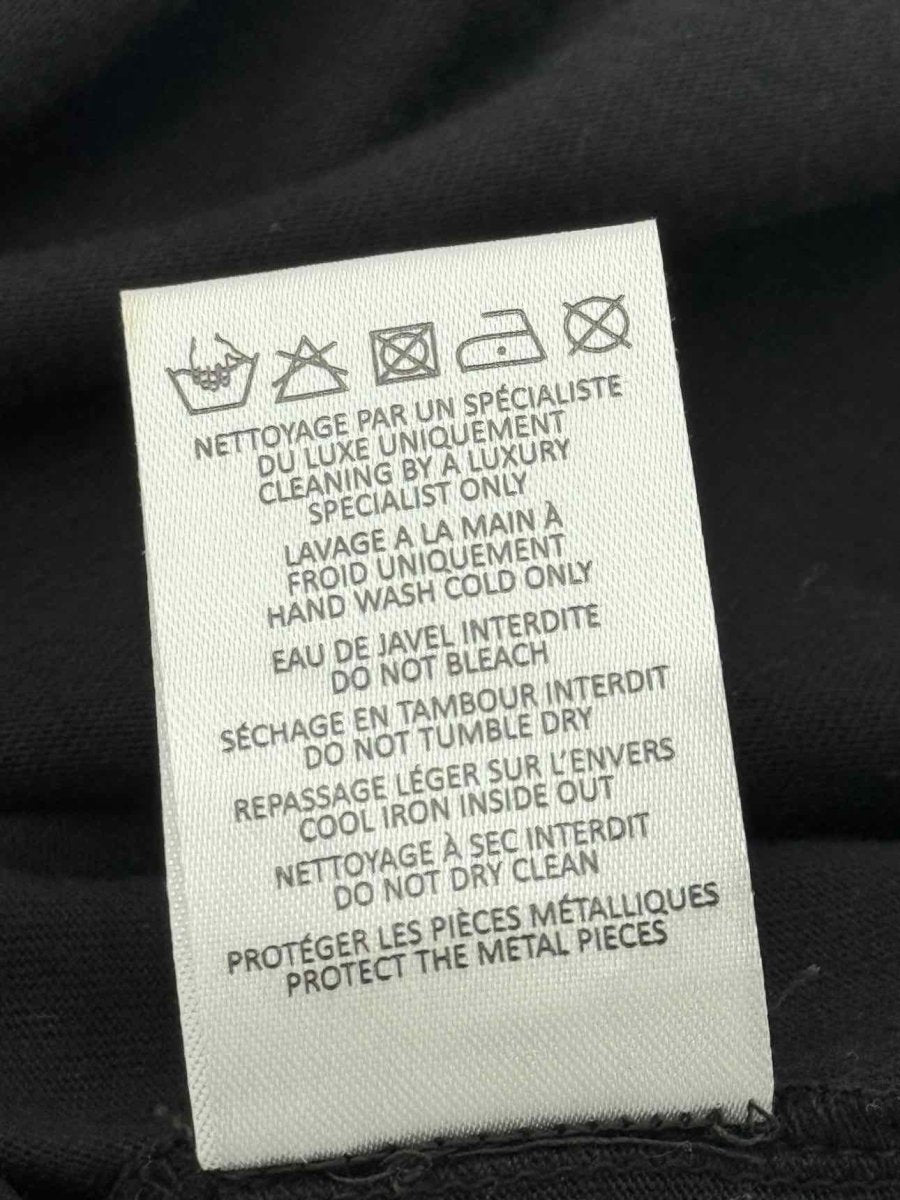 NETTOYAGE PAR UN SPÉCIALISTE
DU LUXE UNIQUEMENT
CLEANING BY A LUXURY
SPECIALIST ONLY
LAVAGE A LA MAIN À
FROID UNIQUEMENT
HAND WASH COLD ONLY
EAU DE JAVEL INTERDITE
DO NOT BLEACH
SÉCHAGE EN TAMBOUR INTERDIT
DO NOT TUMBLE DRY
REPASSAGE LÉGER SUR L'ENVERS
COOL IRON INSIDE OUT
NETTOYAGE À SEC INTERDIT
DO NOT DRY CLEAN
PROTÉGER LES PIÈCES MÉTALLIQUES
PROTECT THE METAL PIECES